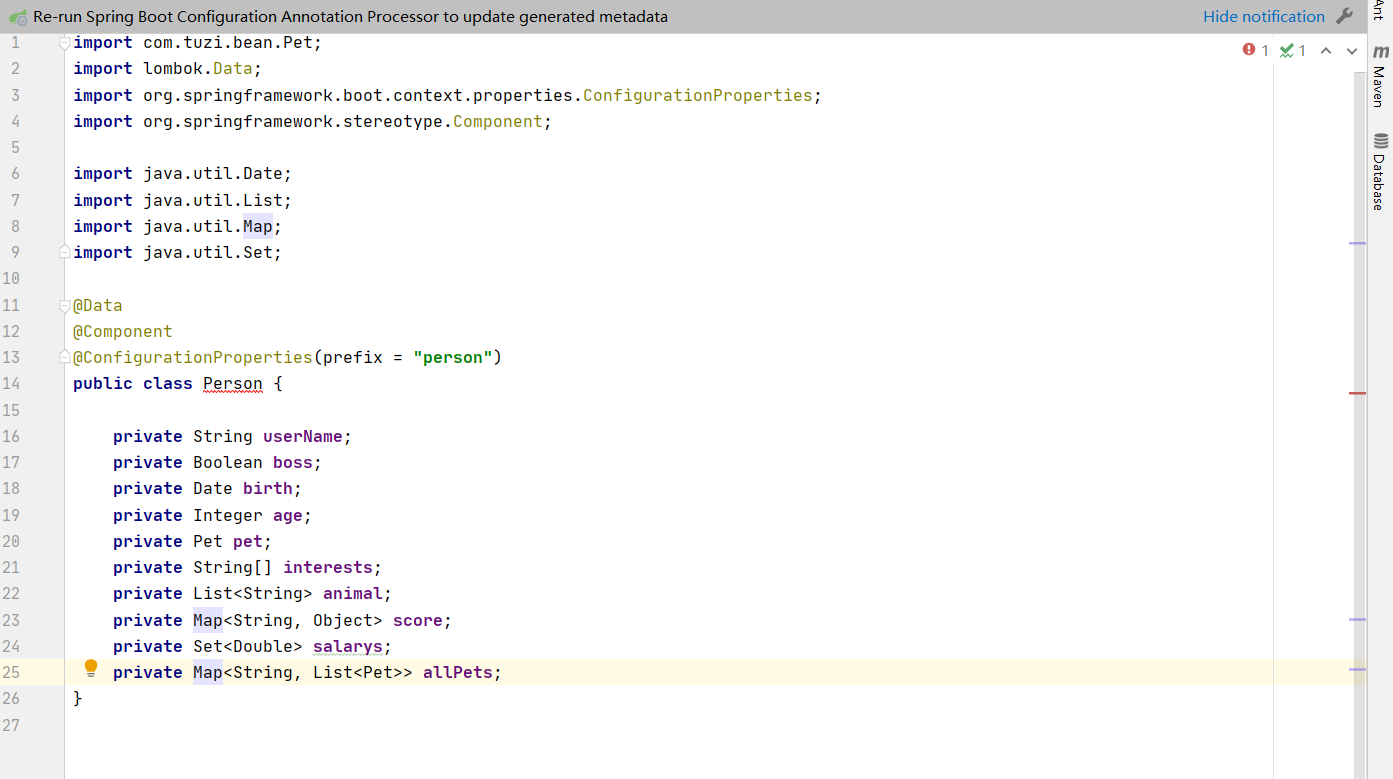 Re-run Spring Boot Configuration Annotation Processor to update generated metadata Hide notification
1 import com.tuzi.bean.Pet;
2 import lombok.Data;
3 import org.springframework.boot.context.properties.ConfigurationProperties;
4 import org.springframework.stereotype.Component;
5
6 import java.util.Date;
7 import java.util.List;
8 import java.util.Map;
9 import java.util.Set;
10
11 @Data
12 @Component
13 @ConfigurationProperties(prefix = "person")
14 public class Person {
15
16     private String userName;
17     private Boolean boss;
18     private Date birth;
19     private Integer age;
20     private Pet pet;
21     private String[] interests;
22     private List<String> animal;
23     private Map<String, Object> score;
24     private Set<Double> salarys;
25     private Map<String, List<Pet>> allPets;
26 }
27
1 1
Ant
m Maven
Database